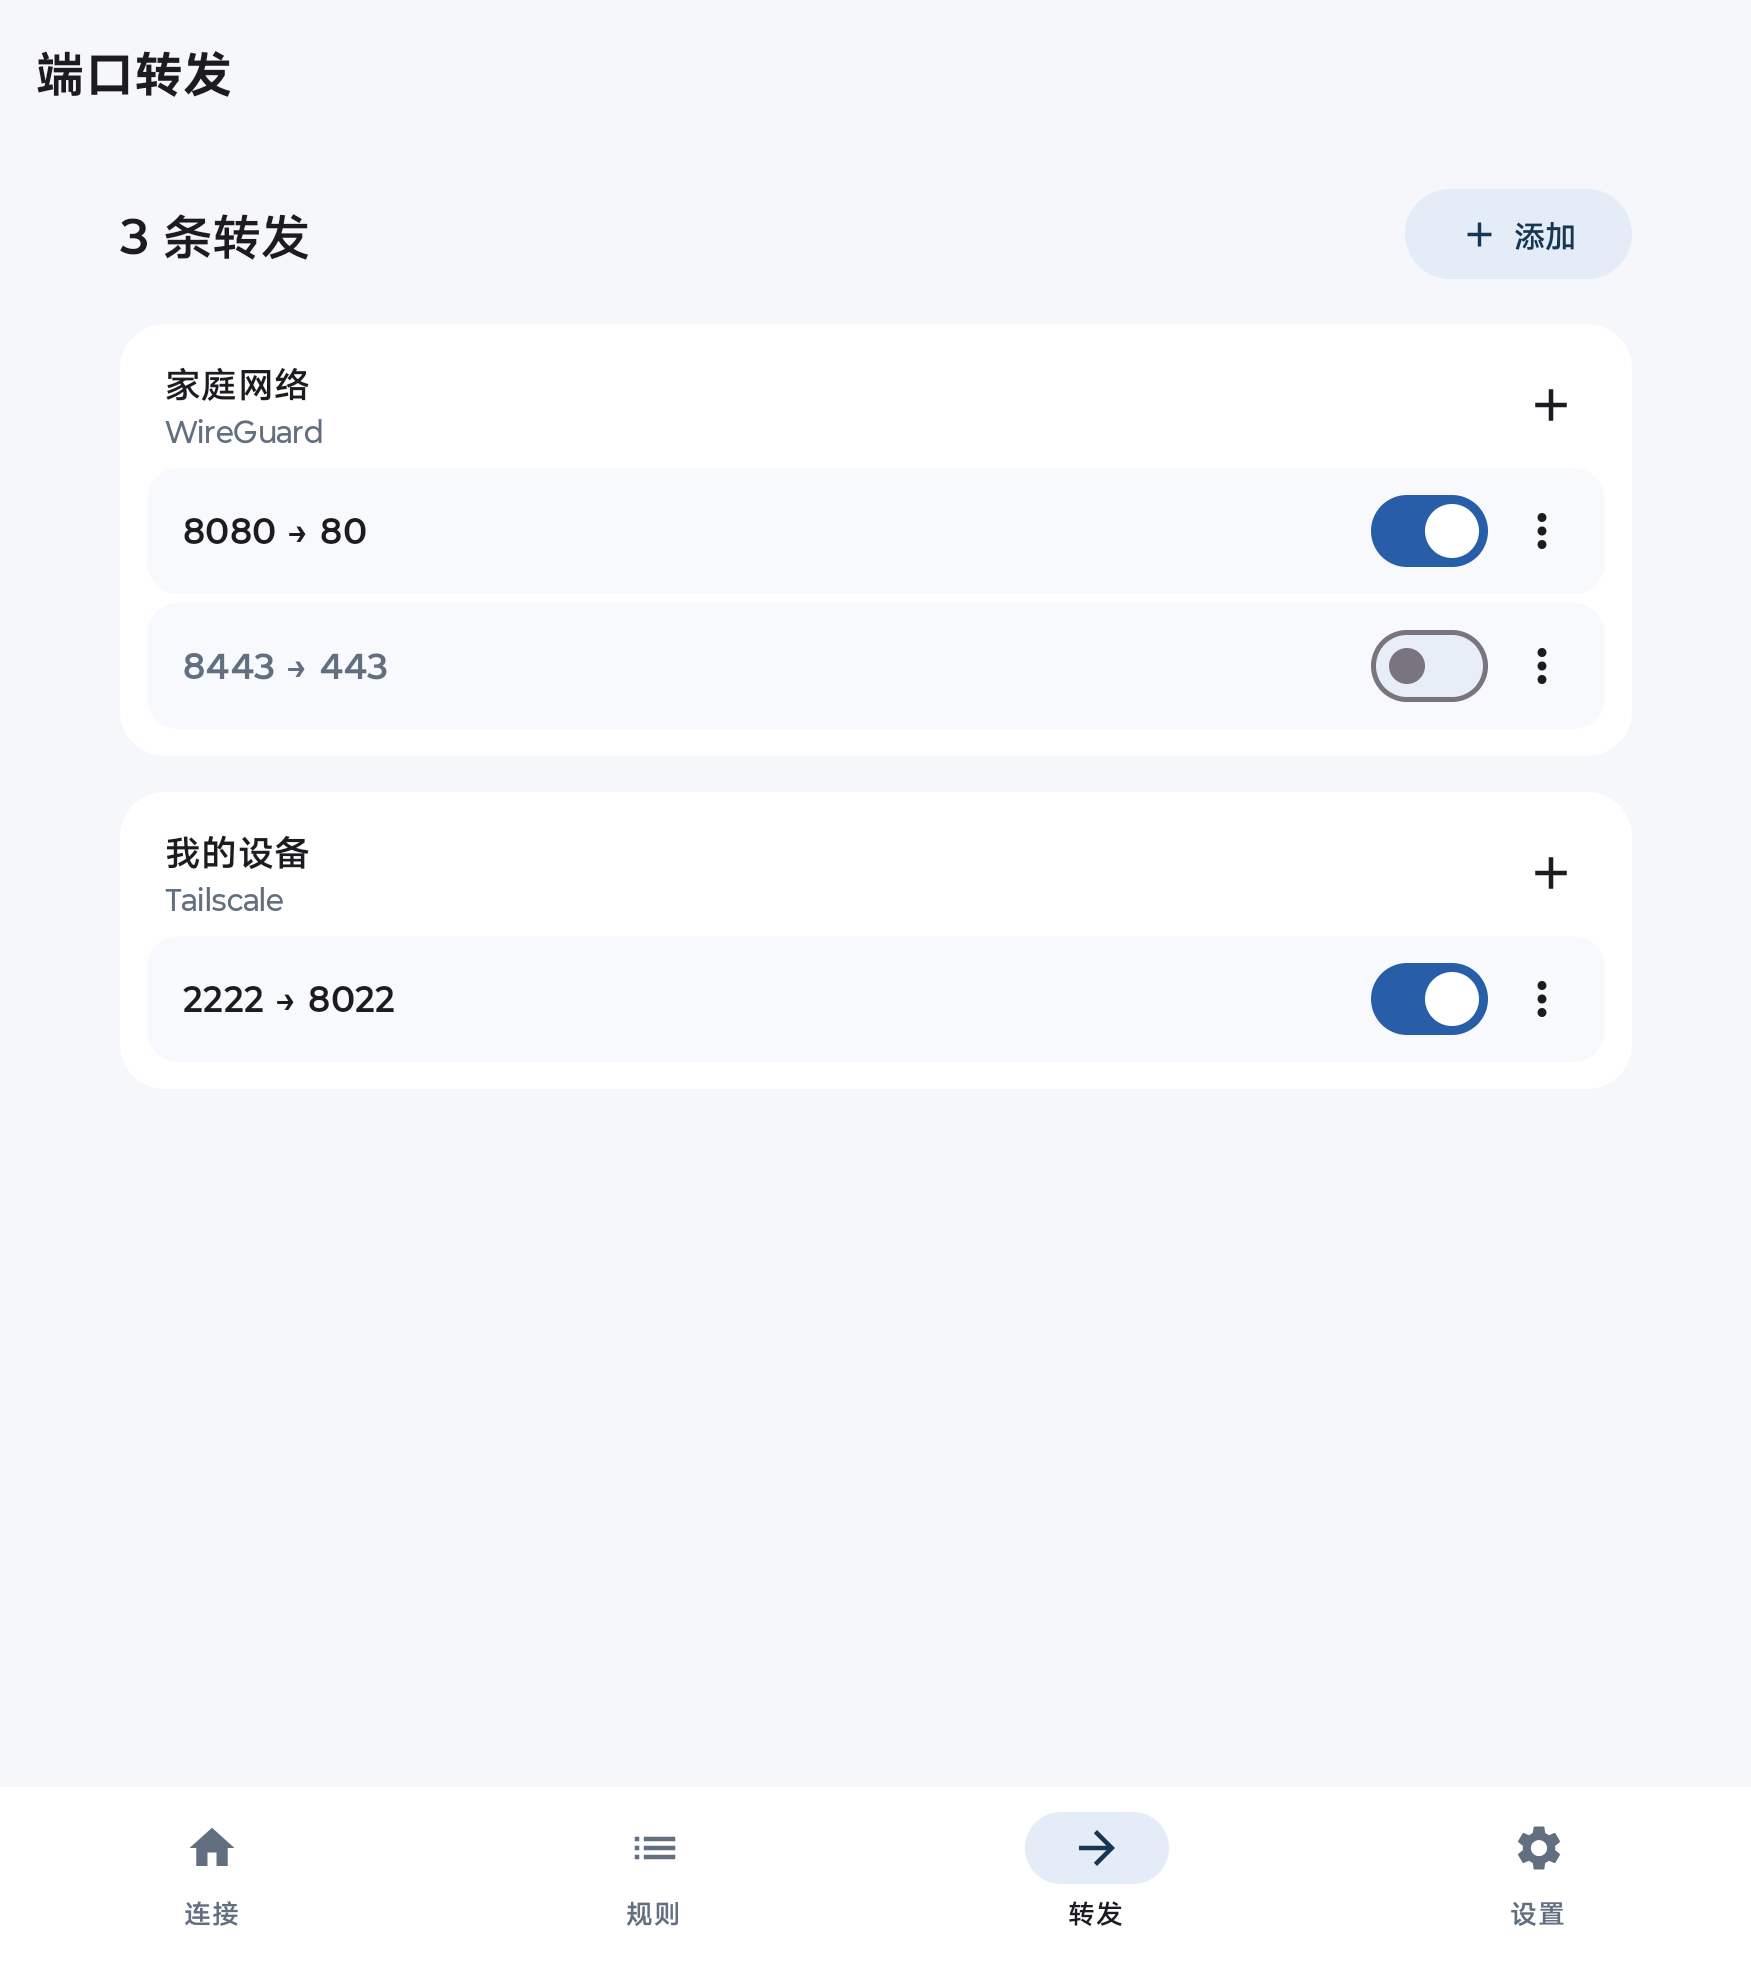 端口转发
3 条转发
+ 添加
家庭网络
WireGuard
8080 → 80
8443 → 443
我的设备
Tailscale
2222 → 8022
连接
规则
转发
设置